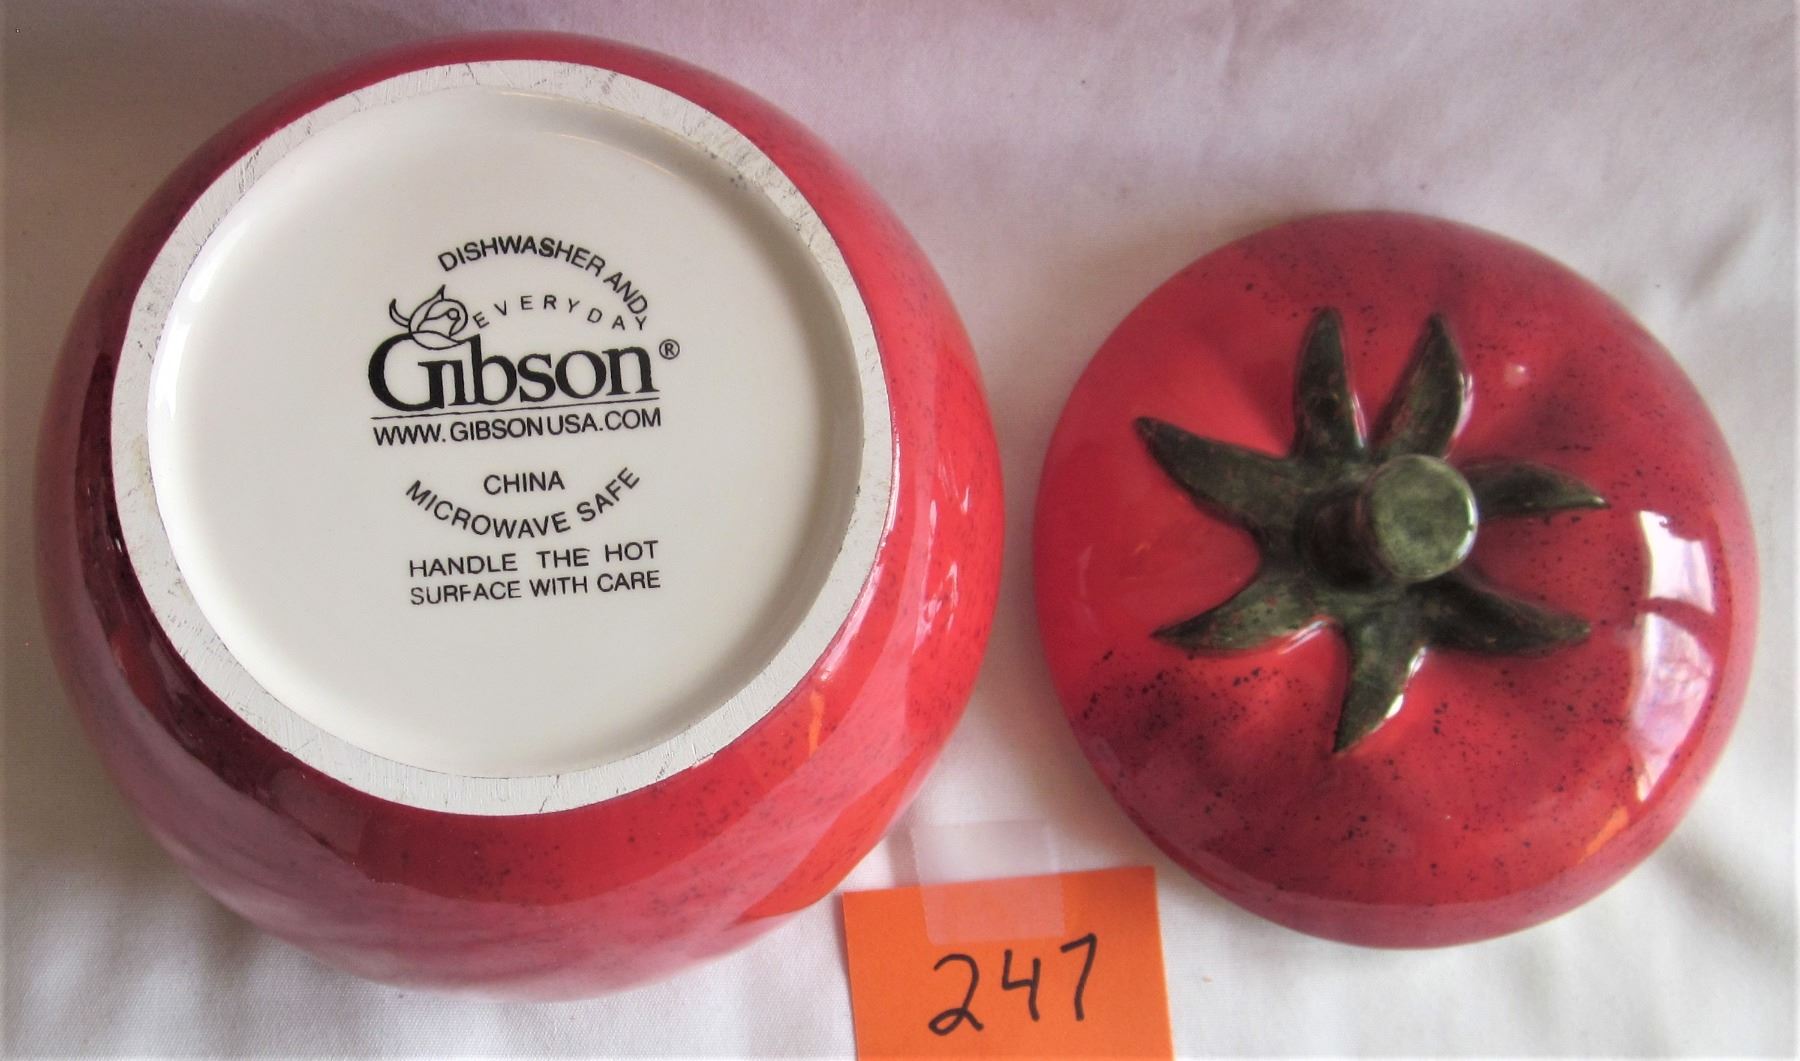 DISHWASHER AND
EVERYDAY
Gibson®
WWW.GIBSONUSA.COM
CHINA
MICROWAVE SAFE
HANDLE THE HOT
SURFACE WITH CARE
247